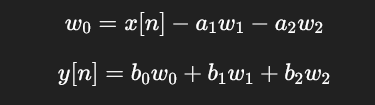 w₀ = x[n] − a₁w₁ − a₂w₂
y[n] = b₀w₀ + b₁w₁ + b₂w₂